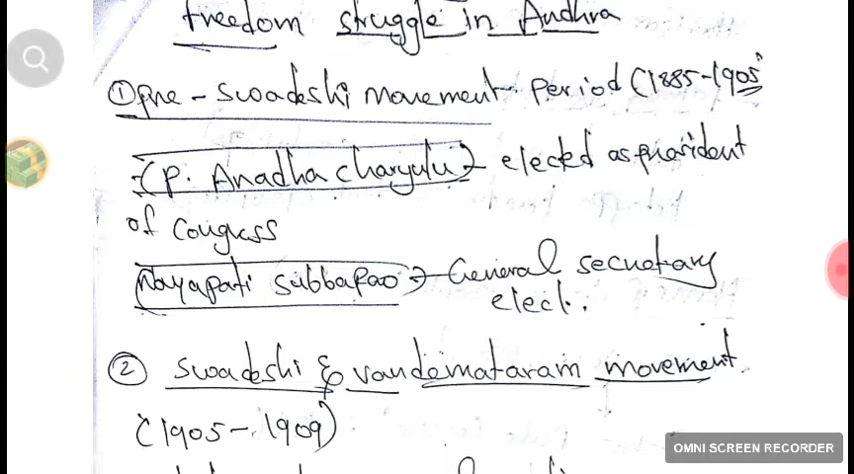 freedom struggle in Andhra
① pre - swadeshi movement period (1885-1905
(P. Anadha charyulu) elected as president
of congress
Nayapati subbarao → General secretary
elect.
② swadeshi & vandemataram movement
(1905-1909)
OMNI SCREEN RECORDER